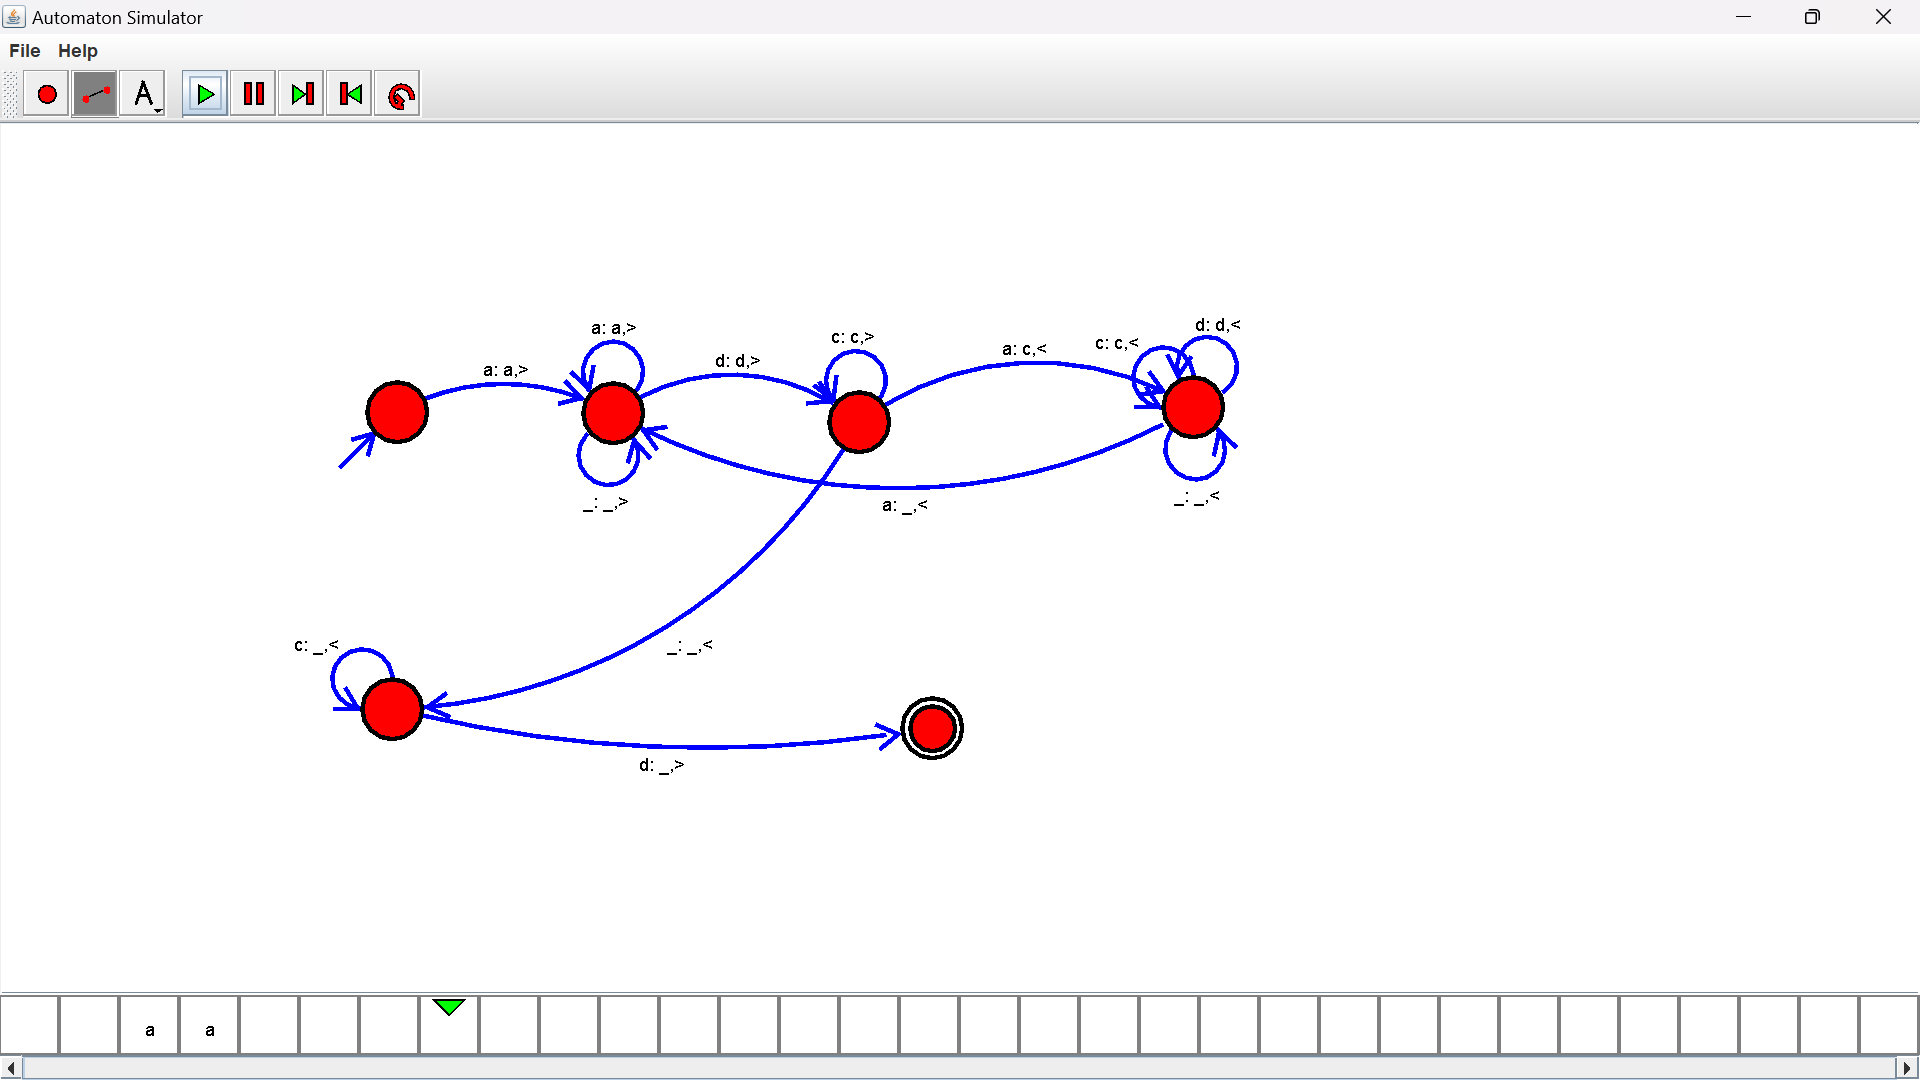 Automaton Simulator
File Help
A
d: d,<
a: a,>
c: c,>
c: c,<
a: c,<
d: d,>
a: a,>
_: _,<
_: _,>
a: _,<
c: _,<
_: _,<
d: _,>
a a